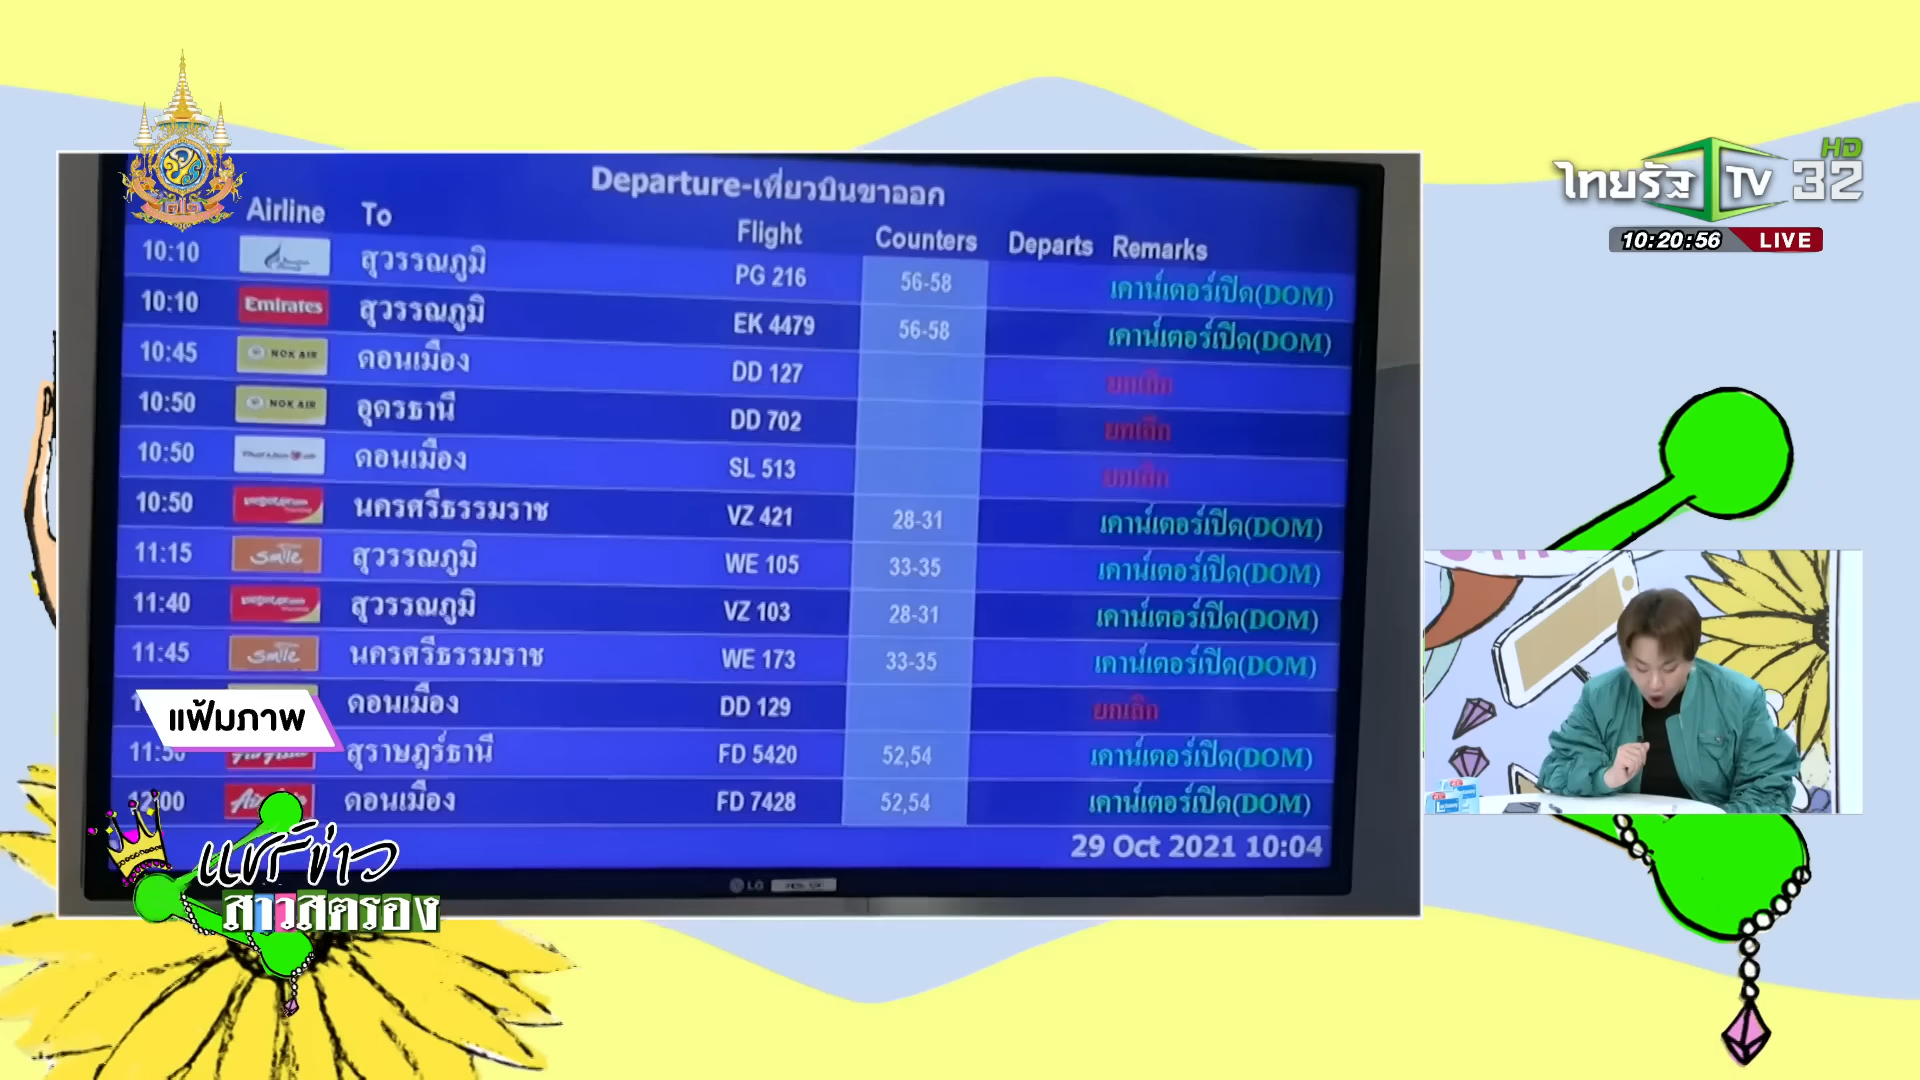 Departure-เที่ยวบินขาออก
Airline To Flight Counters Departs Remarks
10:10 สุวรรณภูมิ PG 216 56-58 เคาน์เตอร์เปิด(DOM)
10:10 Emirates สุวรรณภูมิ EK 4479 56-58 เคาน์เตอร์เปิด(DOM)
10:45 NOK AIR ดอนเมือง DD 127 ยกเลิก
10:50 NOK AIR อุดรธานี DD 702 ยกเลิก
10:50 ดอนเมือง SL 513 ยกเลิก
10:50 นครศรีธรรมราช VZ 421 28-31 เคาน์เตอร์เปิด(DOM)
11:15 Smile สุวรรณภูมิ WE 105 33-35 เคาน์เตอร์เปิด(DOM)
11:40 สุวรรณภูมิ VZ 103 28-31 เคาน์เตอร์เปิด(DOM)
11:45 Smile นครศรีธรรมราช WE 173 33-35 เคาน์เตอร์เปิด(DOM)
ดอนเมือง DD 129 ยกเลิก
11:50 AirAsia สุราษฎร์ธานี FD 5420 52,54 เคาน์เตอร์เปิด(DOM)
12:00 AirAsia ดอนเมือง FD 7428 52,54 เคาน์เตอร์เปิด(DOM)
29 Oct 2021 10:04
LG
แฟ้มภาพ
แชร์ข่าว
สาวสตรอง
ไทยรัฐ TV 32 HD
10:20:56 LIVE